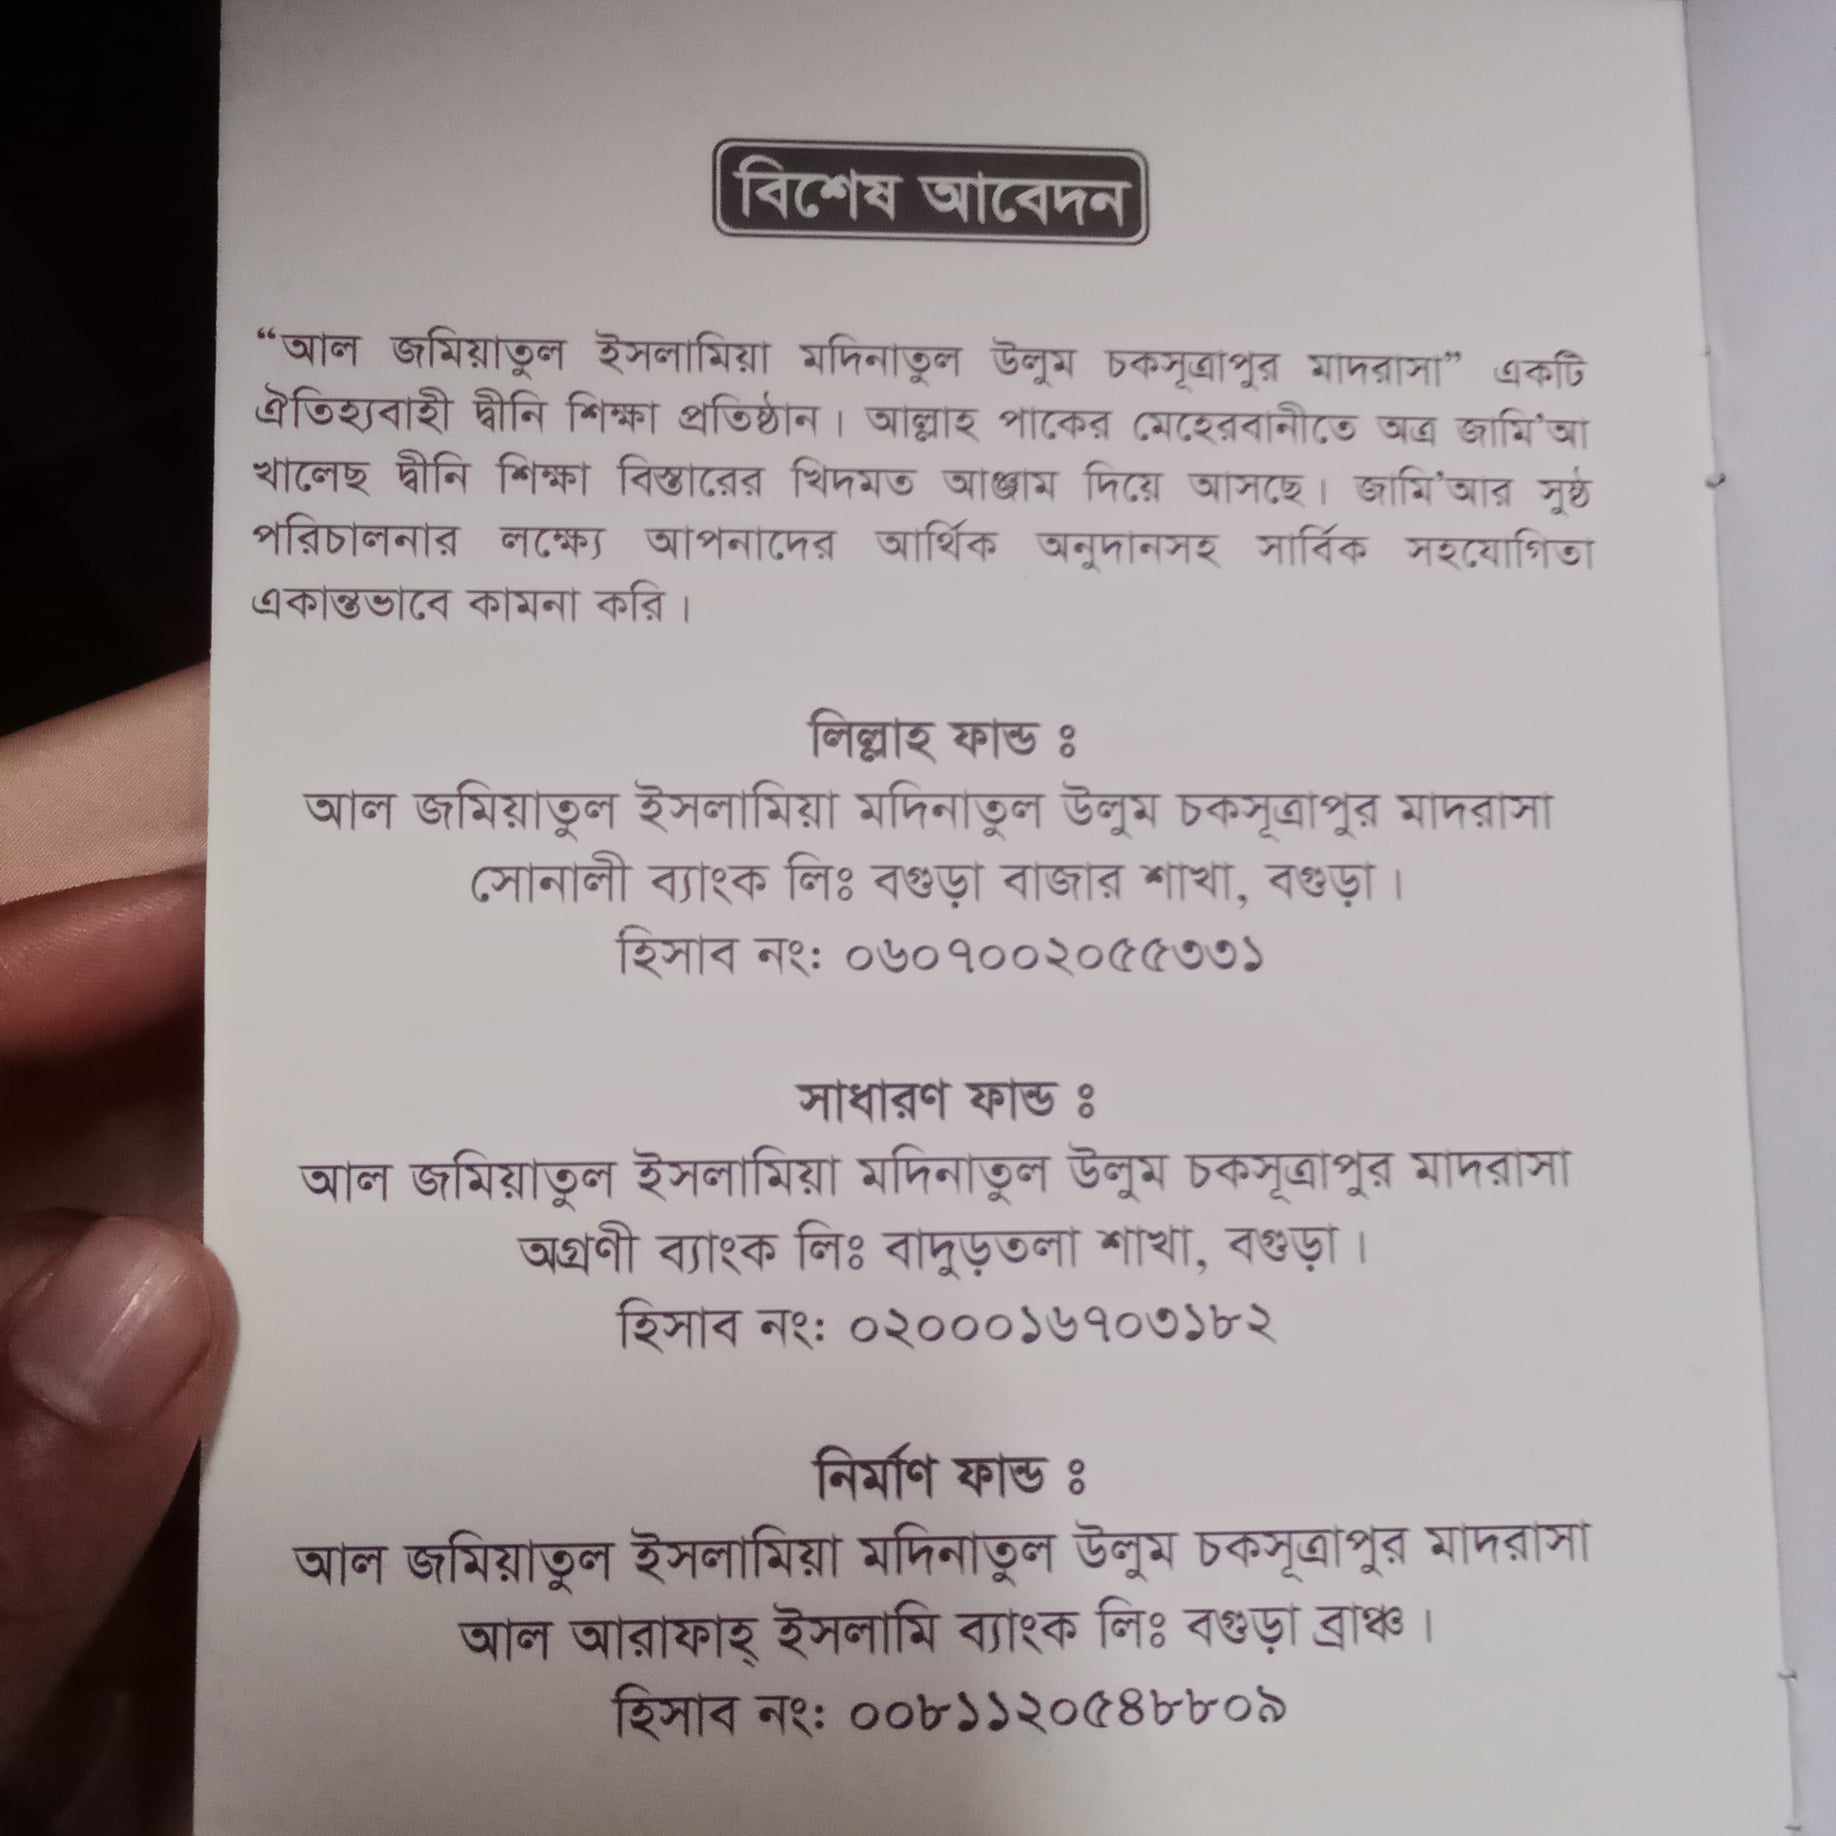 বিশেষ আবেদন
“আল জমিয়াতুল ইসলামিয়া মদিনাতুল উলুম চকসূত্রাপুর মাদরাসা” একটি
ঐতিহ্যবাহী দ্বীনি শিক্ষা প্রতিষ্ঠান। আল্লাহ পাকের মেহেরবানীতে অত্র জামি'আ
খালেছ দ্বীনি শিক্ষা বিস্তারের খিদমত আঞ্জাম দিয়ে আসছে। জামি'আর সুষ্ঠ
পরিচালনার লক্ষ্যে আপনাদের আর্থিক অনুদানসহ সার্বিক সহযোগিতা
একান্তভাবে কামনা করি।
লিল্লাহ ফান্ড ঃ
আল জমিয়াতুল ইসলামিয়া মদিনাতুল উলুম চকসূত্রাপুর মাদরাসা
সোনালী ব্যাংক লিঃ বগুড়া বাজার শাখা, বগুড়া।
হিসাব নং: ০৬০৭০০২০৫৫৩৩১
সাধারণ ফান্ড ঃ
আল জমিয়াতুল ইসলামিয়া মদিনাতুল উলুম চকসূত্রাপুর মাদরাসা
অগ্রণী ব্যাংক লিঃ বাদুড়তলা শাখা, বগুড়া।
হিসাব নং: ০২০০০১৬৭০৩১৮২
নির্মাণ ফান্ড ঃ
আল জমিয়াতুল ইসলামিয়া মদিনাতুল উলুম চকসূত্রাপুর মাদরাসা
আল আরাফাহ্ ইসলামি ব্যাংক লিঃ বগুড়া ব্রাঞ্চ।
হিসাব নং: ০০৮১১২০৫৪৮৮০৯